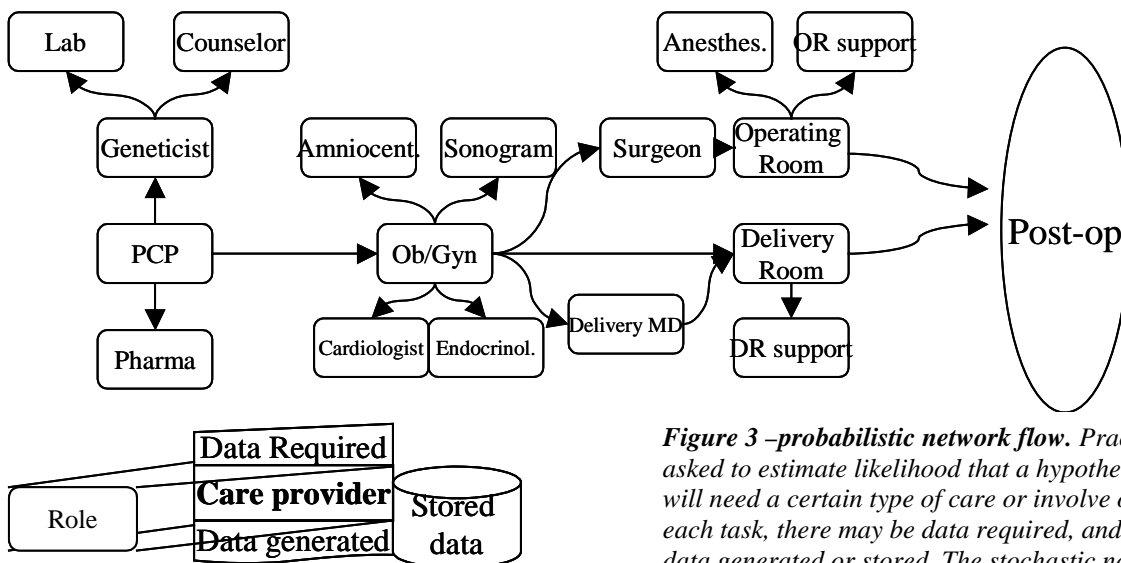 Lab
Counselor
Anesthes.
OR support
Geneticist
Amniocent.
Sonogram
Surgeon
Operating
Room
PCP
Ob/Gyn
Delivery
Room
Post-op
Pharma
Cardiologist
Endocrinol.
Delivery MD
DR support
Data Required
Care provider
Data generated
Role
Stored
data
Figure 3 –probabilistic network flow. Prac
asked to estimate likelihood that a hypothe
will need a certain type of care or involve o
each task, there may be data required, and
data generated or stored. The stochastic ne